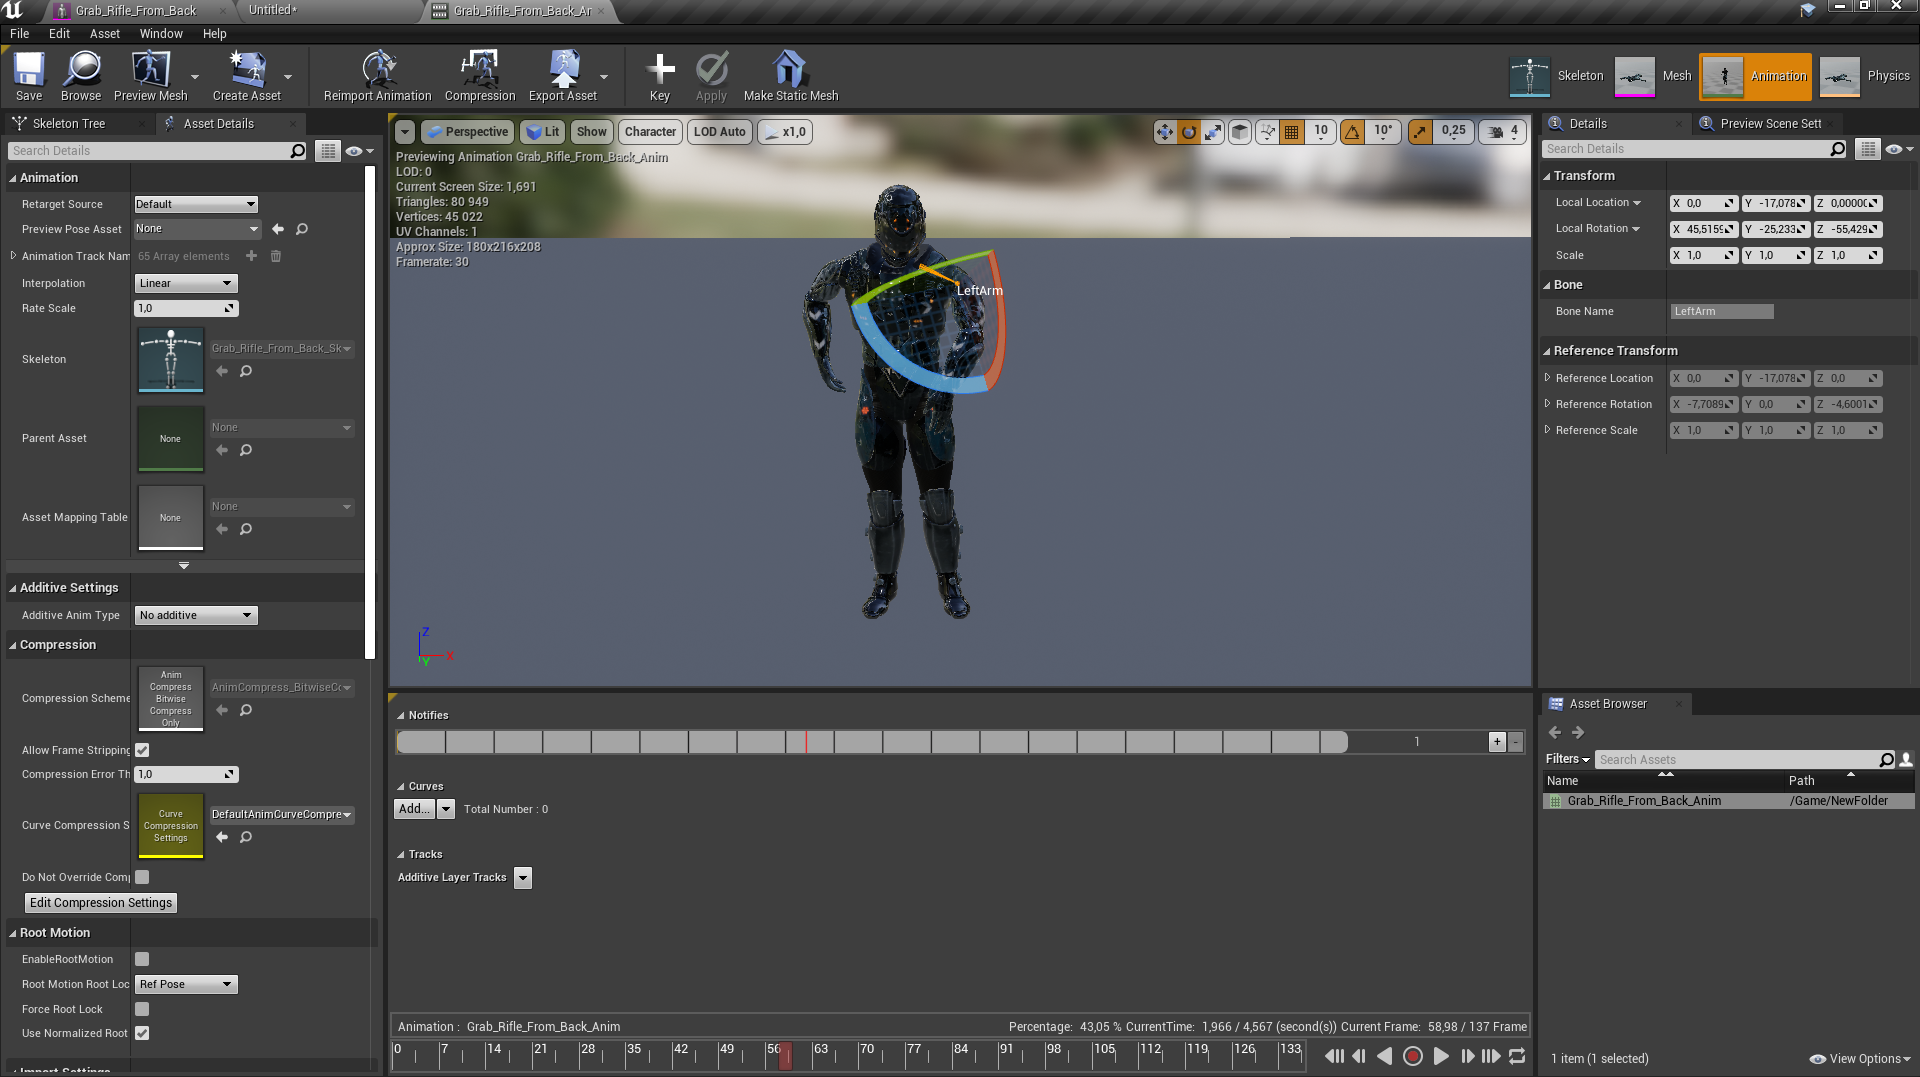 Grab_Rifle_From_Back
Untitled*
Grab_Rifle_From_Back_Ar
File Edit Asset Window Help
Save
Browse
Preview Mesh
Create Asset
Reimport Animation
Compression
Export Asset
Key
Apply
Make Static Mesh
Skeleton
Mesh
Animation
Physics
Skeleton Tree
Asset Details
Search Details
Animation
Retarget Source Default
Preview Pose Asset None
Animation Track Nam 65 Array elements
Interpolation Linear
Rate Scale 1,0
Skeleton Grab_Rifle_From_Back_Sk
Parent Asset None None
Asset Mapping Table None None
Additive Settings
Additive Anim Type No additive
Compression
Compression Scheme Anim Compress Bitwise Compress Only AnimCompress_BitwiseCo
Allow Frame Stripping
Compression Error Th 1,0
Curve Compression S Curve Compression Settings DefaultAnimCurveCompre
Do Not Override Comp
Edit Compression Settings
Root Motion
EnableRootMotion
Root Motion Root Loc Ref Pose
Force Root Lock
Use Normalized Root
Import Settings
Perspective Lit Show Character LOD Auto x1,0
10 10° 0,25 4
Previewing Animation Grab_Rifle_From_Back_Anim
LOD: 0
Current Screen Size: 1,691
Triangles: 80 949
Vertices: 45 022
UV Channels: 1
Approx Size: 180x216x208
Framerate: 30
LeftArm
Z
X
Y
Notifies
1
+ -
Curves
Add... Total Number : 0
Tracks
Additive Layer Tracks
Animation : Grab_Rifle_From_Back_Anim Percentage: 43,05 % CurrentTime: 1,966 / 4,567 (second(s)) Current Frame: 58,98 / 137 Frame
0 7 14 21 28 35 42 49 56 63 70 77 84 91 98 105 112 119 126 133
Details
Preview Scene Sett
Search Details
Transform
Local Location X 0,0 Y -17,078 Z 0,00000
Local Rotation X 45,5159 Y -25,233 Z -55,429
Scale X 1,0 Y 1,0 Z 1,0
Bone
Bone Name LeftArm
Reference Transform
Reference Location X 0,0 Y -17,078 Z 0,0
Reference Rotation X -7,7089 Y 0,0 Z -4,6001
Reference Scale X 1,0 Y 1,0 Z 1,0
Asset Browser
Filters Search Assets
Name Path
Grab_Rifle_From_Back_Anim /Game/NewFolder
1 item (1 selected) View Options